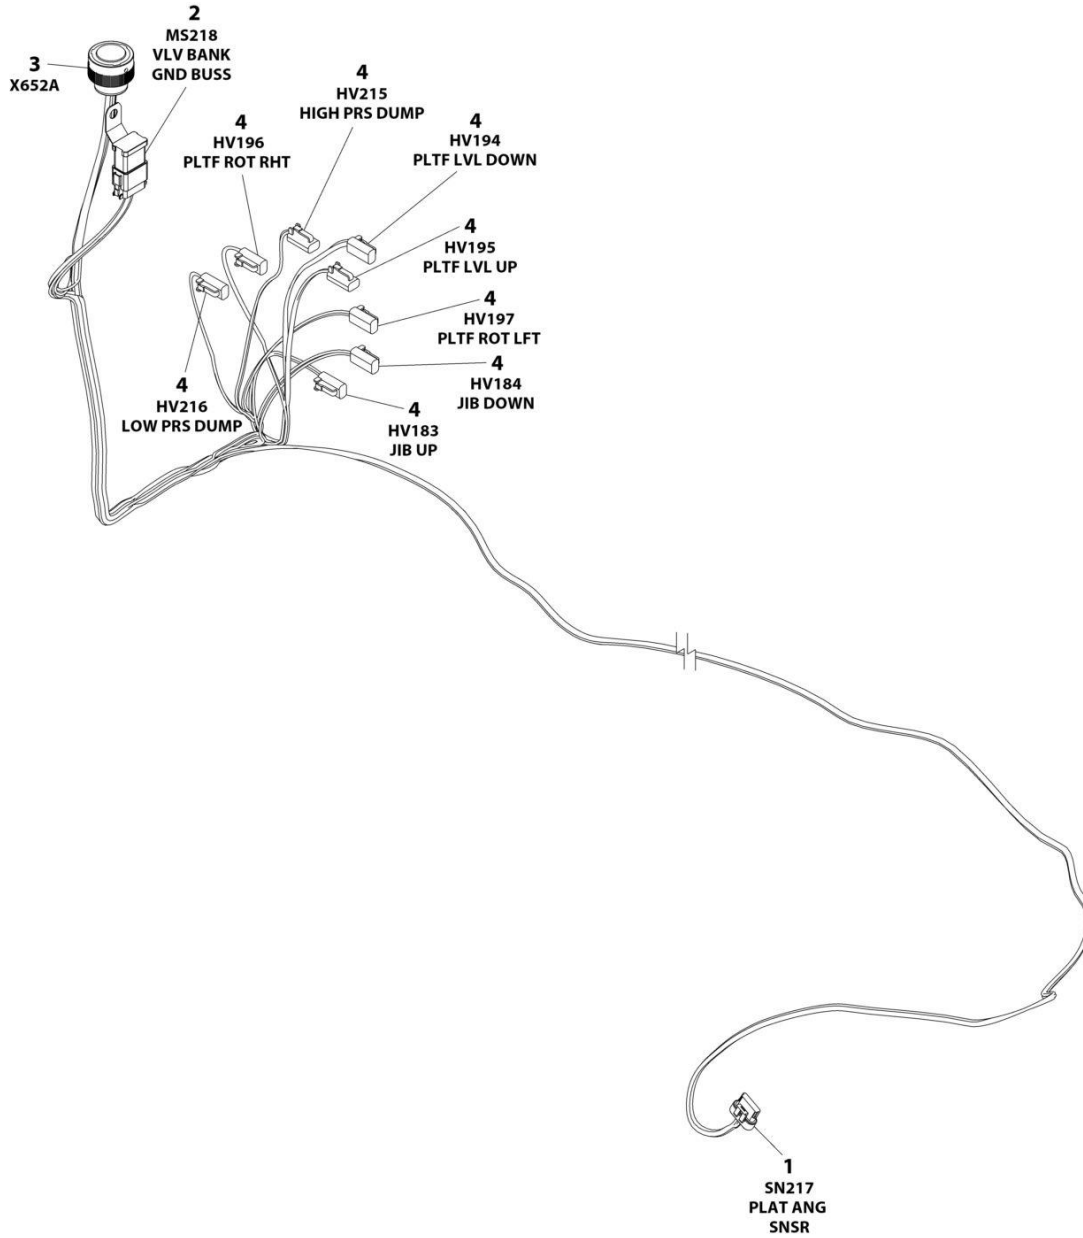 2
MS218
VLV BANK
GND BUSS
3
X652A
4
HV215
HIGH PRS DUMP
4
HV196
PLTF ROT RHT
4
HV194
PLTF LVL DOWN
4
HV195
PLTF LVL UP
4
HV197
PLTF ROT LFT
4
HV184
JIB DOWN
4
HV216
LOW PRS DUMP
4
HV183
JIB UP
1
SN217
PLAT ANG
SNSR